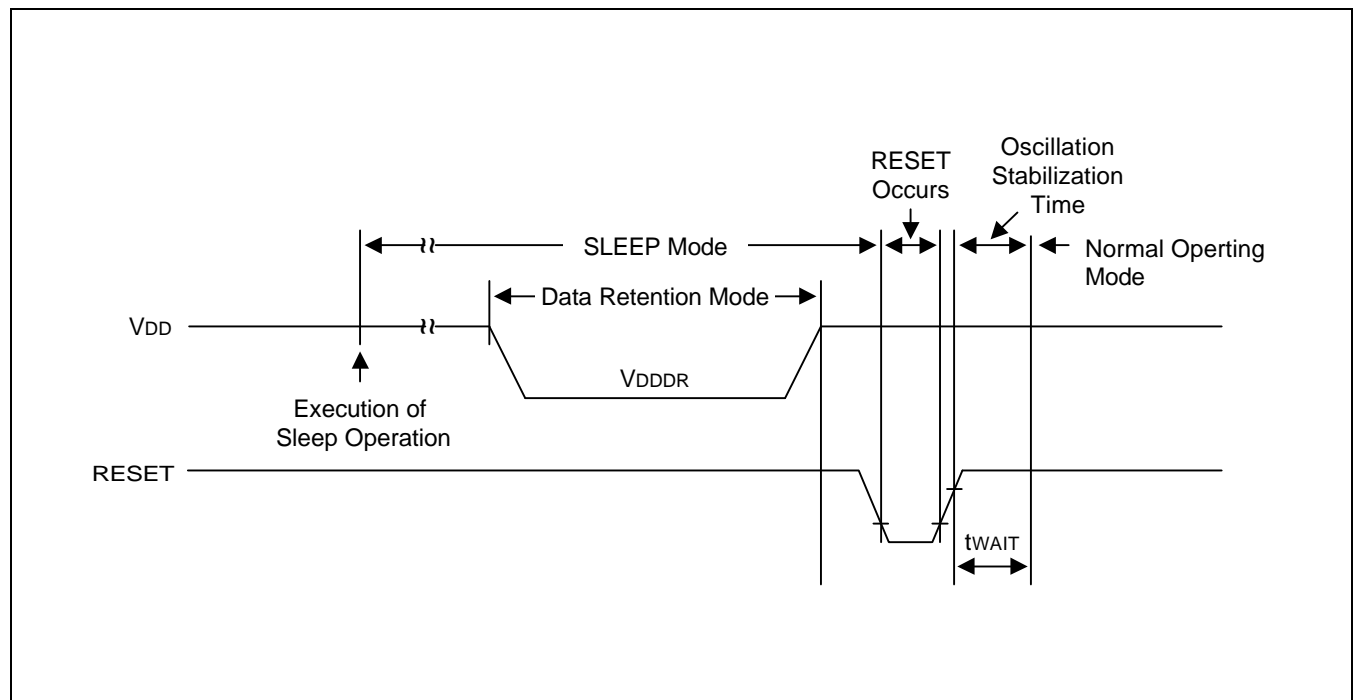 RESET
Occurs
Oscillation
Stabilization
Time
SLEEP Mode
Normal Operting
Mode
Data Retention Mode
VDD
VDDDR
Execution of
Sleep Operation
RESET
tWAIT